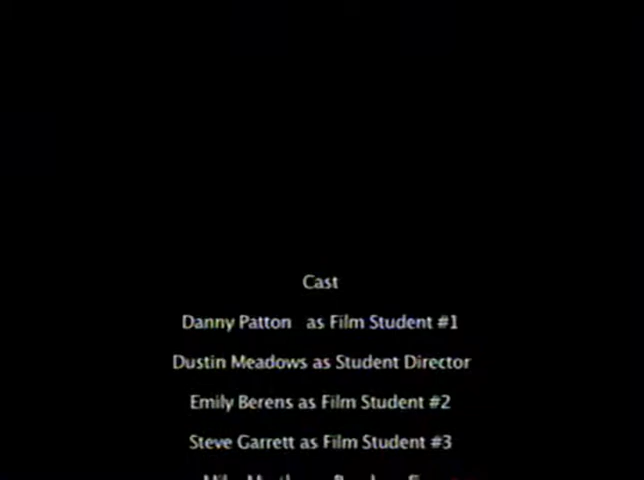 Cast
Danny Patton as Film Student #1
Dustin Meadows as Student Director
Emily Berens as Film Student #2
Steve Garrett as Film Student #3